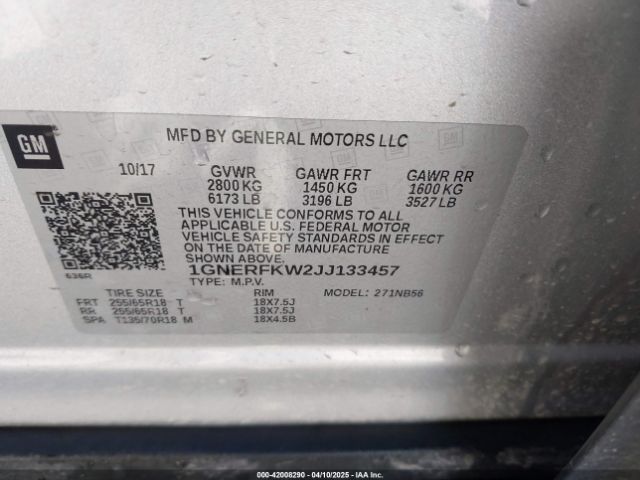 GM
MFD BY GENERAL MOTORS LLC
10/17 GVWR GAWR FRT GAWR RR
2800 KG 1450 KG 1600 KG
6173 LB 3196 LB 3527 LB
THIS VEHICLE CONFORMS TO ALL
APPLICABLE U.S. FEDERAL MOTOR
VEHICLE SAFETY STANDARDS IN EFFECT
ON THE DATE OF MANUFACTURE
SHOWN ABOVE.
636R 1GNERFKW2JJ133457
TYPE: M.P.V.
TIRE SIZE RIM MODEL: 271NB56
FRT 255/65R18 T 18X7.5J
RR 255/65R18 T 18X7.5J
SPA T135/70R18 M 18X4.5B
000-42008290 - 04/10/2025 - IAAI, Inc.